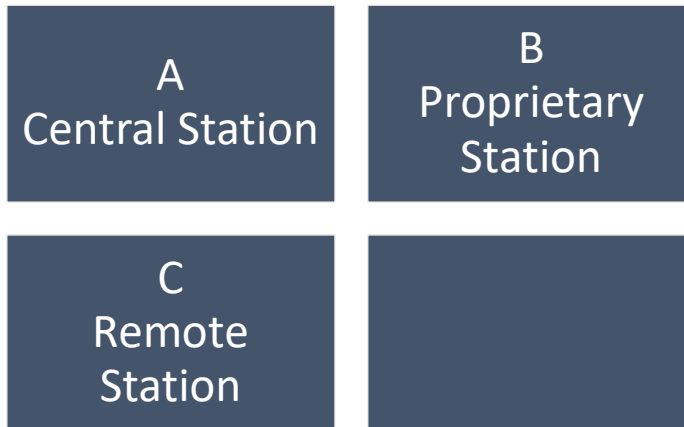 A
Central Station
B
Proprietary
Station
C
Remote
Station